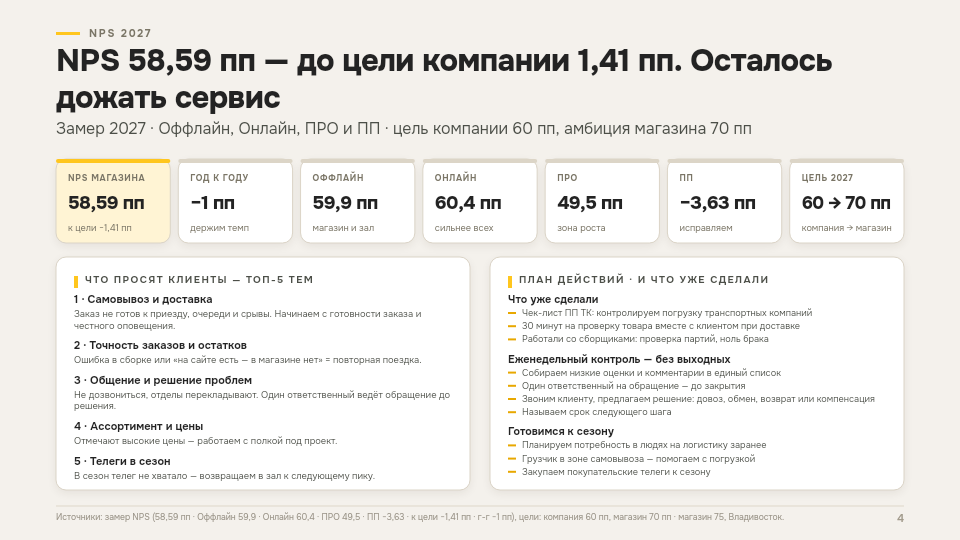 NPS 2027
NPS 58,59 пп — до цели компании 1,41 пп. Осталось
дожать сервис
Замер 2027 · Оффлайн, Онлайн, ПРО и ПП · цель компании 60 пп, амбиция магазина 70 пп
NPS МАГАЗИНА
58,59 пп
к цели −1,41 пп
ГОД К ГОДУ
−1 пп
держим темп
ОФФЛАЙН
59,9 пп
магазин и зал
ОНЛАЙН
60,4 пп
сильнее всех
ПРО
49,5 пп
зона роста
ПП
−3,63 пп
исправляем
ЦЕЛЬ 2027
60 → 70 пп
компания → магазин
ЧТО ПРОСЯТ КЛИЕНТЫ — ТОП-5 ТЕМ
1 · Самовывоз и доставка
Заказ не готов к приезду, очереди и срывы. Начинаем с готовности заказа и
честного оповещения.
2 · Точность заказов и остатков
Ошибка в сборке или «на сайте есть — в магазине нет» = повторная поездка.
3 · Общение и решение проблем
Не дозвониться, отделы перекладывают. Один ответственный ведёт обращение до
решения.
4 · Ассортимент и цены
Отмечают высокие цены — работаем с полкой под проект.
5 · Телеги в сезон
В сезон телег не хватало — возвращаем в зал к следующему пику.
ПЛАН ДЕЙСТВИЙ · И ЧТО УЖЕ СДЕЛАЛИ
Что уже сделали
Чек-лист ПП ТК: контролируем погрузку транспортных компаний
30 минут на проверку товара вместе с клиентом при доставке
Работали со сборщиками: проверка партий, ноль брака
Еженедельный контроль — без выходных
Собираем низкие оценки и комментарии в единый список
Один ответственный на обращение — до закрытия
Звоним клиенту, предлагаем решение: довоз, обмен, возврат или компенсация
Называем срок следующего шага
Готовимся к сезону
Планируем потребность в людях на логистику заранее
Грузчик в зоне самовывоза — помогаем с погрузкой
Закупаем покупательские телеги к сезону
Источники: замер NPS (58,59 пп · Оффлайн 59,9 · Онлайн 60,4 · ПРО 49,5 · ПП −3,63 · к цели −1,41 пп · г-г −1 пп), цели: компания 60 пп, магазин 70 пп · магазин 75, Владивосток.
4